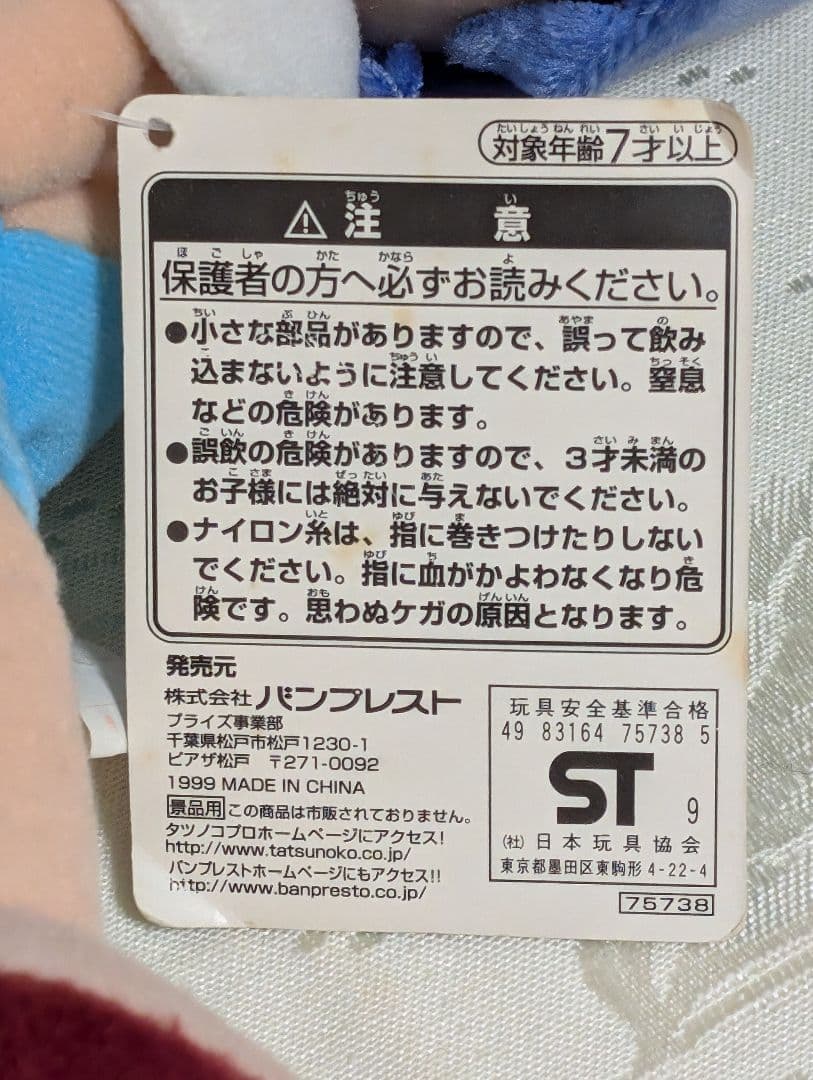 対象年齢7才以上
⚠注意
保護者の方へ必ずお読みください。
●小さな部品がありますので、誤って飲み
込まないように注意してください。窒息
などの危険があります。
●誤飲の危険がありますので、3才未満の
お子様には絶対に与えないでください。
●ナイロン糸は、指に巻きつけたりしない
でください。指に血がかよわなくなり危
険です。思わぬケガの原因となります。
発売元
株式会社 バンプレスト
プライズ事業部
千葉県松戸市松戸1230-1
ピアザ松戸 〒271-0092
1999 MADE IN CHINA
景品用 この商品は市販されておりません。
タツノコプロホームページにアクセス!
http://www.tatsunoko.co.jp/
バンプレストホームページにもアクセス!!
http://www.banpresto.co.jp/
玩具安全基準合格
49 83164 75738 5
ST 9
(社)日本玩具協会
東京都墨田区東駒形 4-22-4
75738